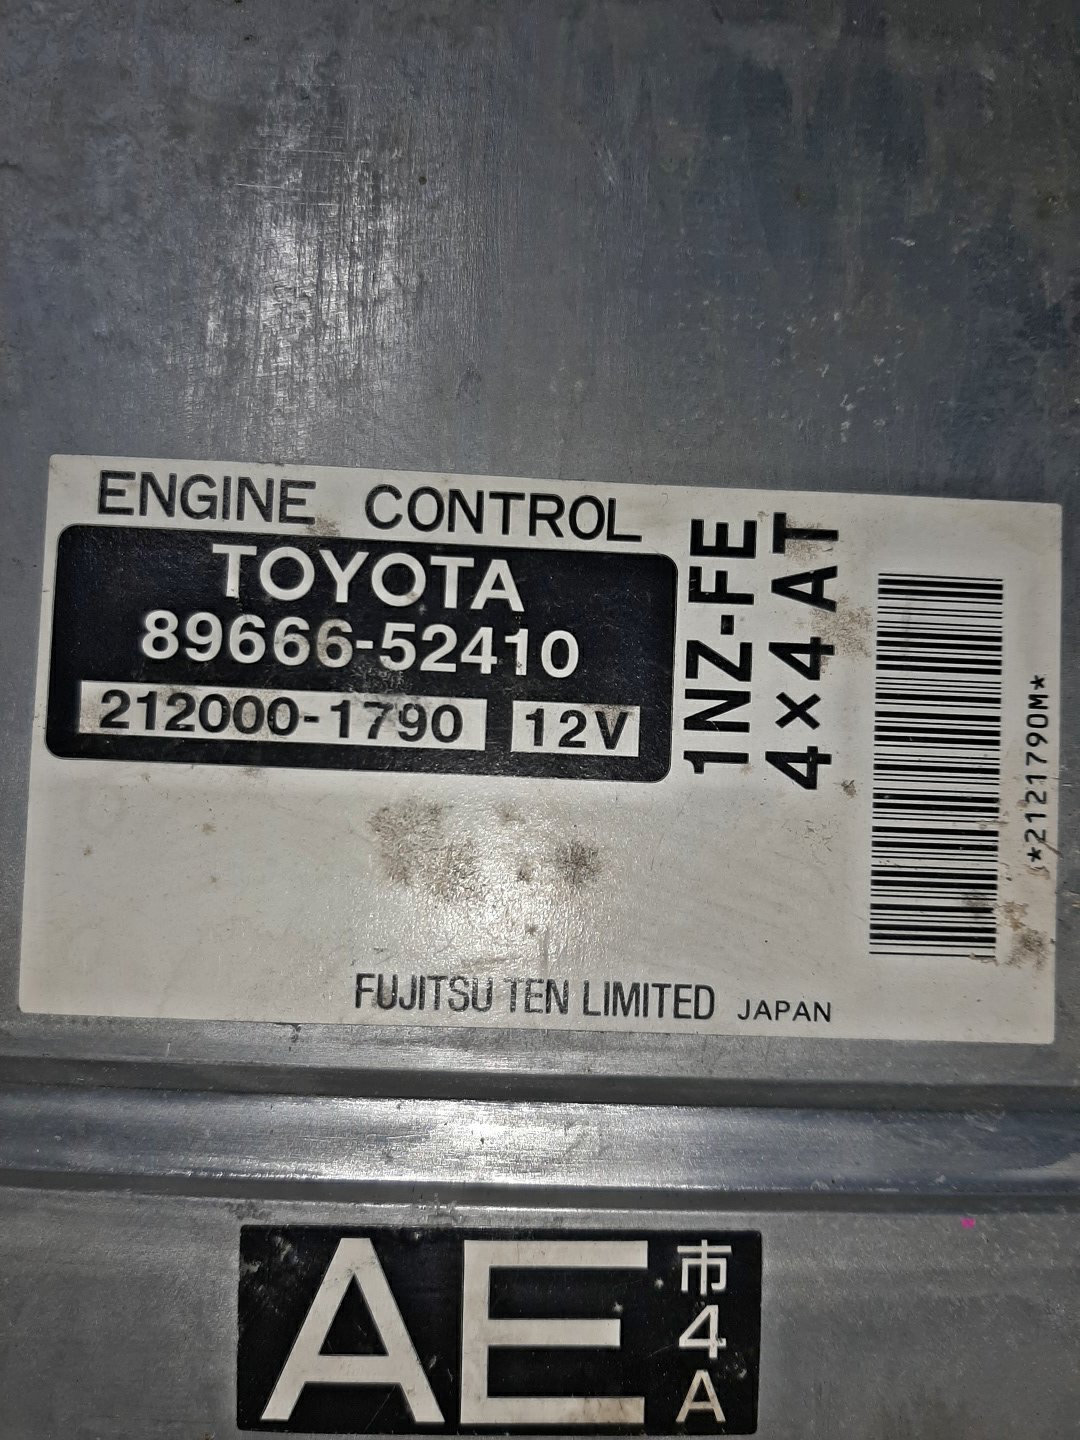 ENGINE CONTROL
TOYOTA
89666-52410
212000-1790 12V
1NZ-FE
4×4 AT
*2121790M*
FUJITSU TEN LIMITED JAPAN
AE
市
4
A